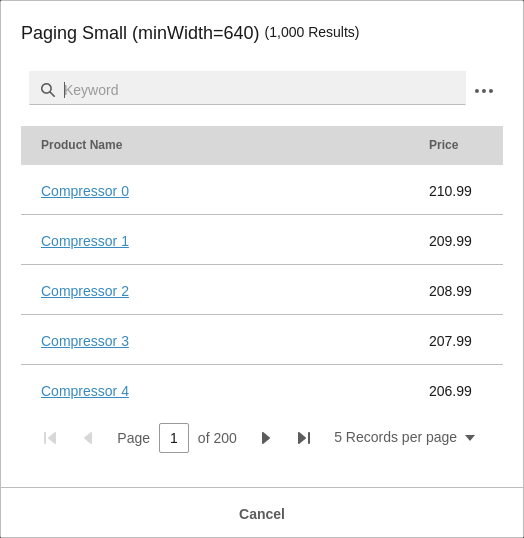 Paging Small (minWidth=640) (1,000 Results)
Keyword
Product Name Price
Compressor 0 210.99
Compressor 1 209.99
Compressor 2 208.99
Compressor 3 207.99
Compressor 4 206.99
Page 1 of 200 5 Records per page
Cancel